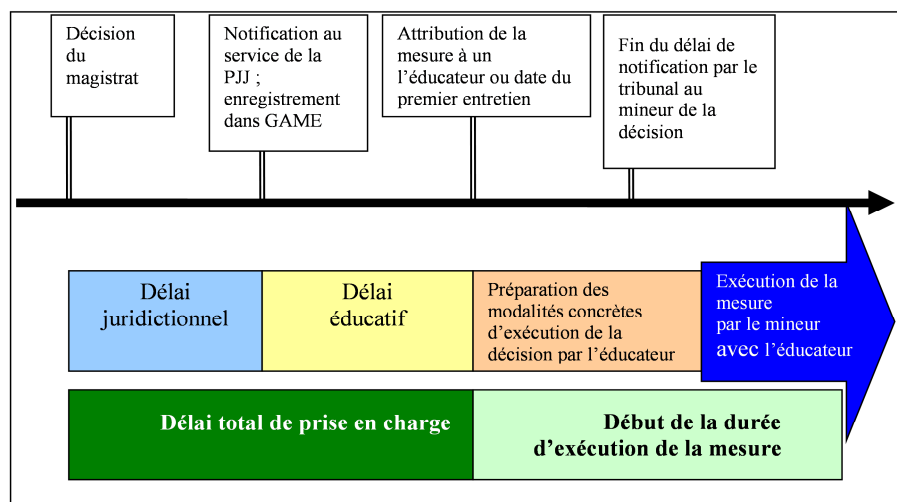 Décision
du
magistrat
Notification au
service de la
PJJ ;
enregistrement
dans GAME
Attribution de la
mesure à un
l’éducateur ou date du
premier entretien
Fin du délai de
notification par le
tribunal au
mineur de la
décision
Délai
juridictionnel
Délai
éducatif
Préparation des
modalités concrètes
d’exécution de la
décision par l’éducateur
Exécution de la
mesure
par le mineur
avec l’éducateur
Délai total de prise en charge
Début de la durée
d’exécution de la mesure